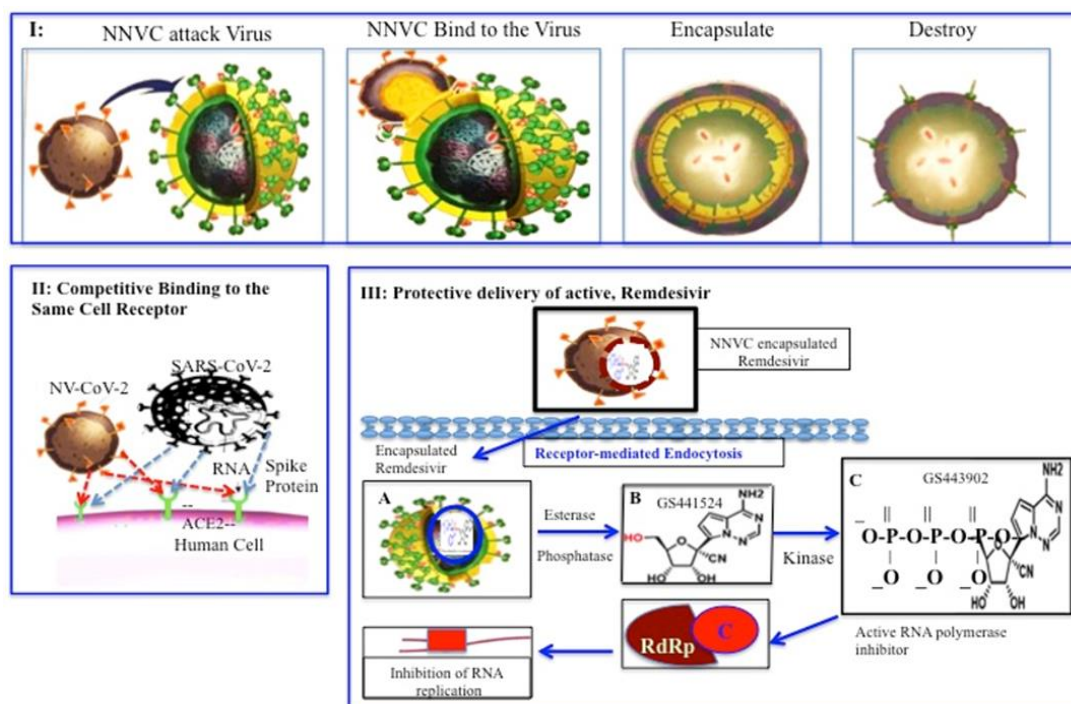 I:
NNVC attack Virus
NNVC Bind to the Virus
Encapsulate
Destroy
II: Competitive Binding to the
Same Cell Receptor
SARS-CoV-2
NV-CoV-2
RNA
Spike
Protein
--
ACE2--
Human Cell
III: Protective delivery of active, Remdesivir
NNVC encapsulated
Remdesivir
Encapsulated
Remdesivir
Receptor-mediated Endocytosis
A
Esterase
Phosphatase
B
GS441524
NH2
N
N
N
HO
O
CN
HO
OH
Kinase
C
GS443902
NH2
N
N
N
O-P-O-P-O-P-O
O
O
O
O
CN
HO
OH
Active RNA polymerase
inhibitor
RdRp
C
Inhibition of RNA
replication